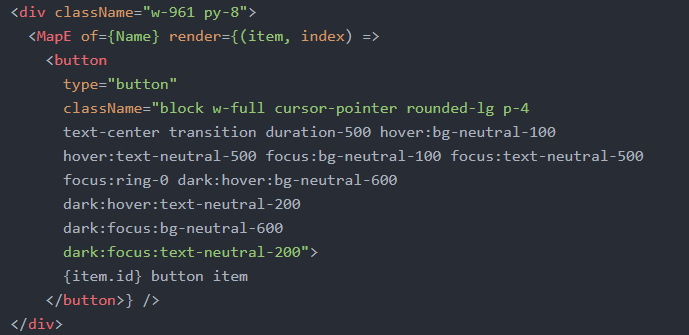 <div className="w-961 py-8">
<MapE of={Name} render={(item, index) =>
<button
type="button"
className="block w-full cursor-pointer rounded-lg p-4
text-center transition duration-500 hover:bg-neutral-100
hover:text-neutral-500 focus:bg-neutral-100 focus:text-neutral-500
focus:ring-0 dark:hover:bg-neutral-600
dark:hover:text-neutral-200
dark:focus:bg-neutral-600
dark:focus:text-neutral-200">
{item.id} button item
</button>} />
</div>